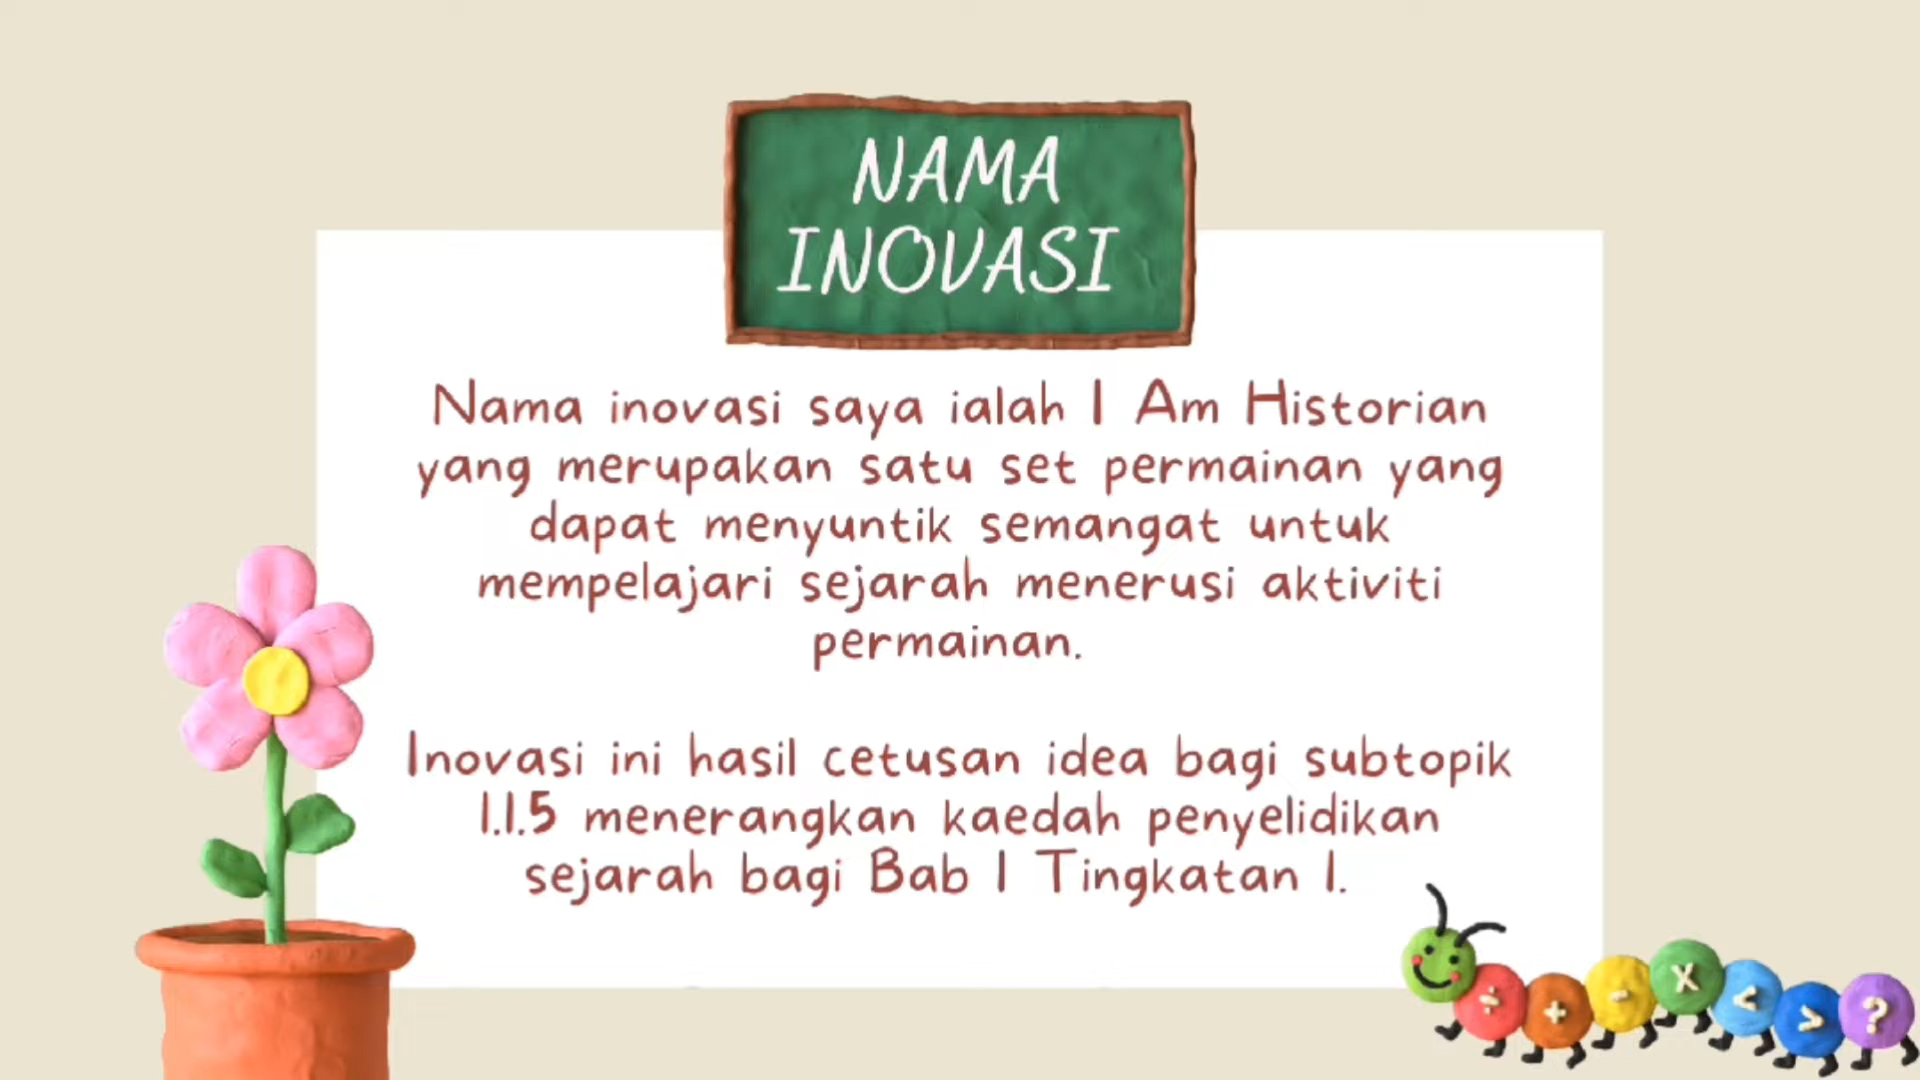 NAMA
INOVASI
Nama inovasi saya ialah I Am Historian
yang merupakan satu set permainan yang
dapat menyuntik semangat untuk
mempelajari sejarah menerusi aktiviti
permainan.
Inovasi ini hasil cetusan idea bagi subtopik
1.1.5 menerangkan kaedah penyelidikan
sejarah bagi Bab 1 Tingkatan 1.
÷ + - x < > ?